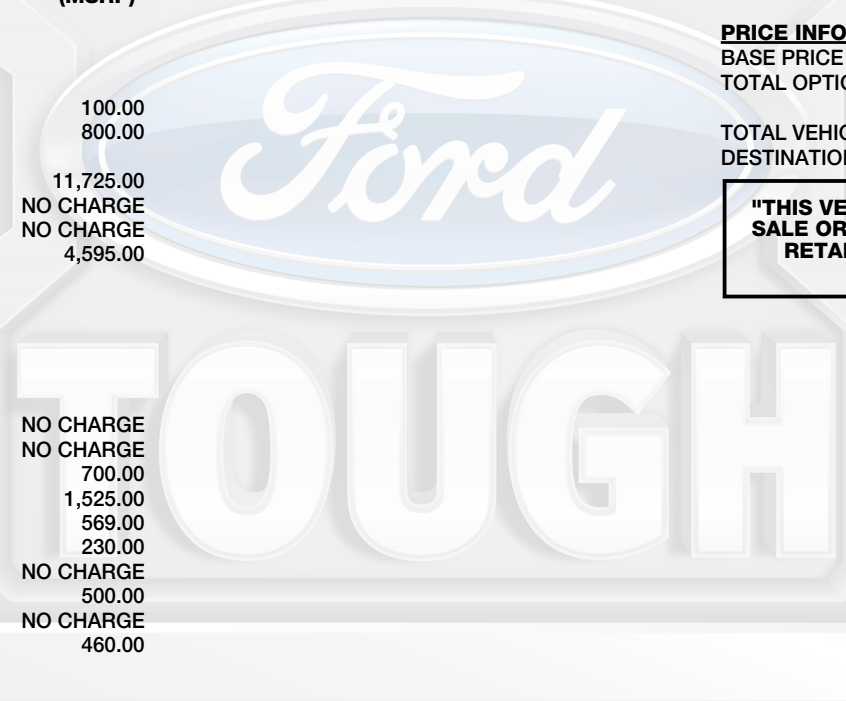 (MSRP)
100.00
800.00
11,725.00
NO CHARGE
NO CHARGE
4,595.00
NO CHARGE
NO CHARGE
700.00
1,525.00
569.00
230.00
NO CHARGE
500.00
NO CHARGE
460.00
PRICE INFO
BASE PRICE
TOTAL OPTIO
TOTAL VEHIC
DESTINATION
"THIS VE
SALE OR
RETAI
Ford
TOUGH